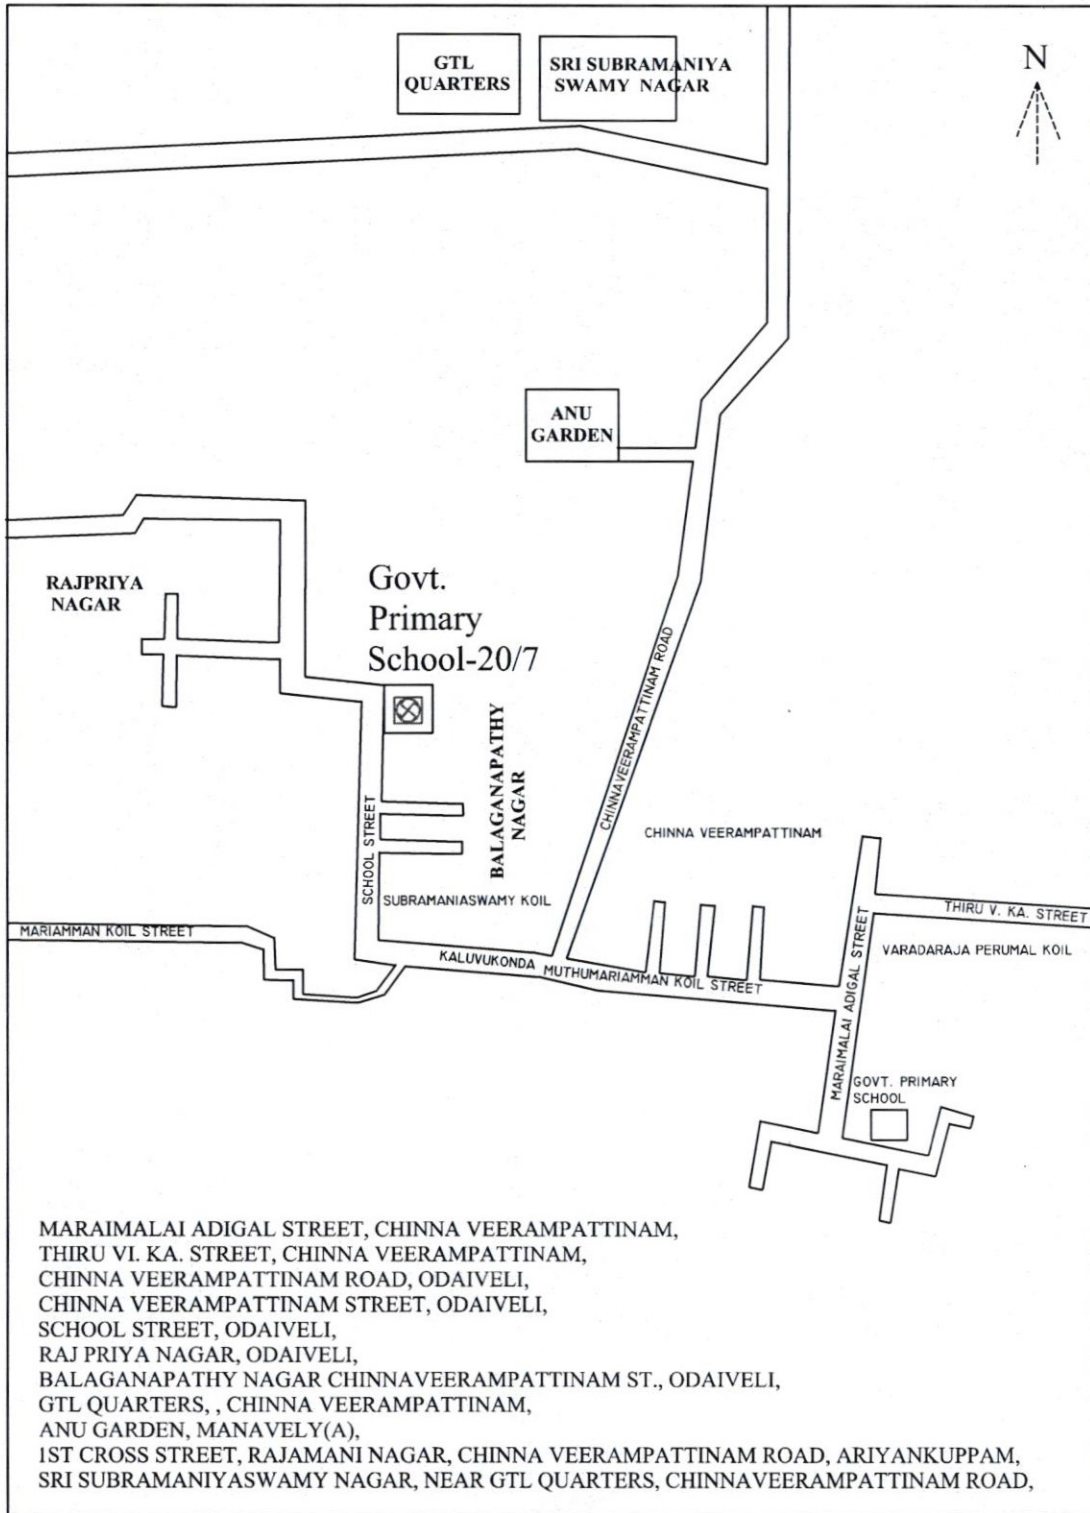 GTL
QUARTERS
SRI SUBRAMANIYA
SWAMY NAGAR
N
ANU
GARDEN
RAJPRIYA
NAGAR
Govt.
Primary
School-20/7
CHINNAVEERAMPATTINAM ROAD
BALAGANAPATHY
NAGAR
SCHOOL STREET
CHINNA VEERAMPATTINAM
SUBRAMANIASWAMY KOIL
THIRU V. KA. STREET
MARIAMMAN KOIL STREET
VARADARAJA PERUMAL KOIL
KALUVUKONDA MUTHUMARIAMMAN KOIL STREET
MARAIMALAI ADIGAL STREET
GOVT. PRIMARY
SCHOOL
MARAIMALAI ADIGAL STREET, CHINNA VEERAMPATTINAM,
THIRU VI. KA. STREET, CHINNA VEERAMPATTINAM,
CHINNA VEERAMPATTINAM ROAD, ODAIVELI,
CHINNA VEERAMPATTINAM STREET, ODAIVELI,
SCHOOL STREET, ODAIVELI,
RAJ PRIYA NAGAR, ODAIVELI,
BALAGANAPATHY NAGAR CHINNAVEERAMPATTINAM ST., ODAIVELI,
GTL QUARTERS, , CHINNA VEERAMPATTINAM,
ANU GARDEN, MANAVELY(A),
1ST CROSS STREET, RAJAMANI NAGAR, CHINNA VEERAMPATTINAM ROAD, ARIYANKUPPAM,
SRI SUBRAMANIYASWAMY NAGAR, NEAR GTL QUARTERS, CHINNAVEERAMPATTINAM ROAD,